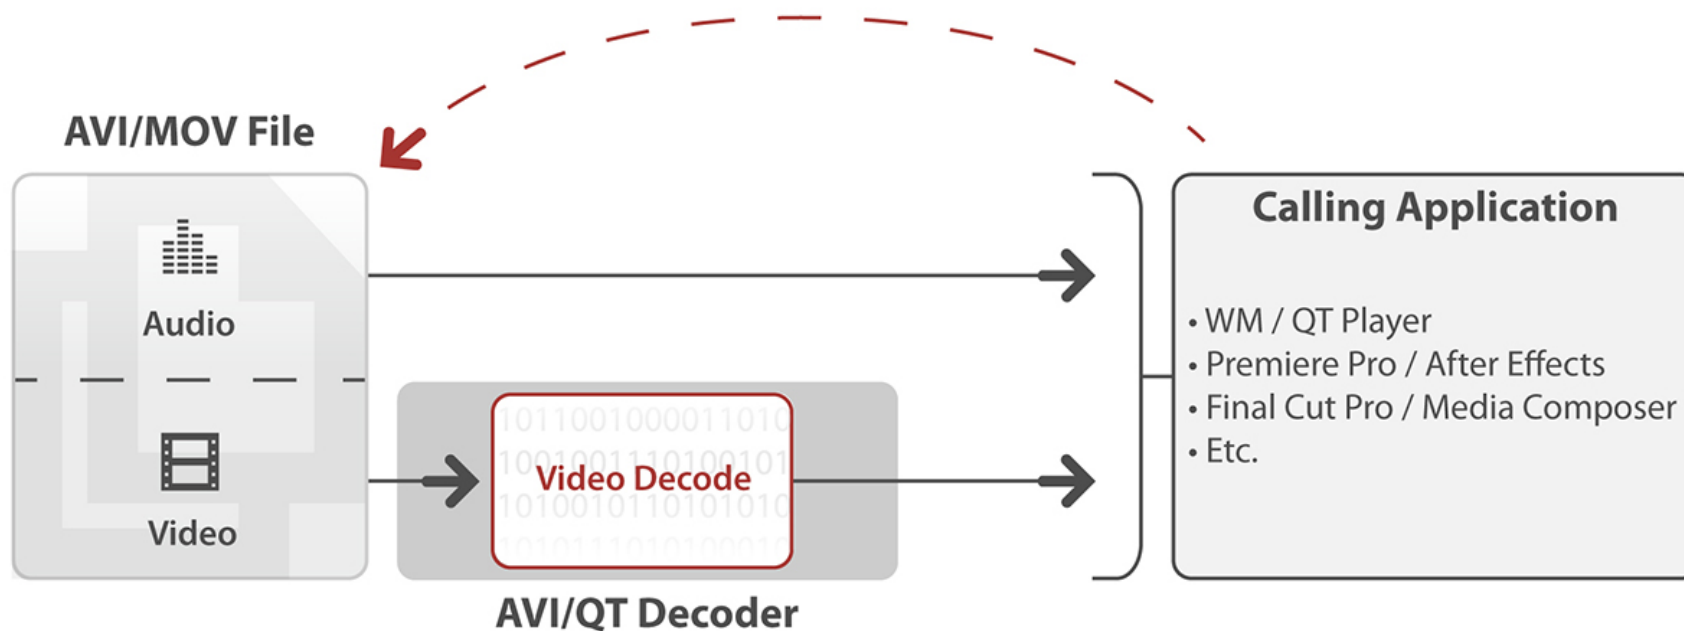 AVI/MOV File
Audio
Video
1011001000011010
Video Decode
AVI/QT Decoder
Calling Application
• WM / QT Player
• Premiere Pro / After Effects
• Final Cut Pro / Media Composer
• Etc.